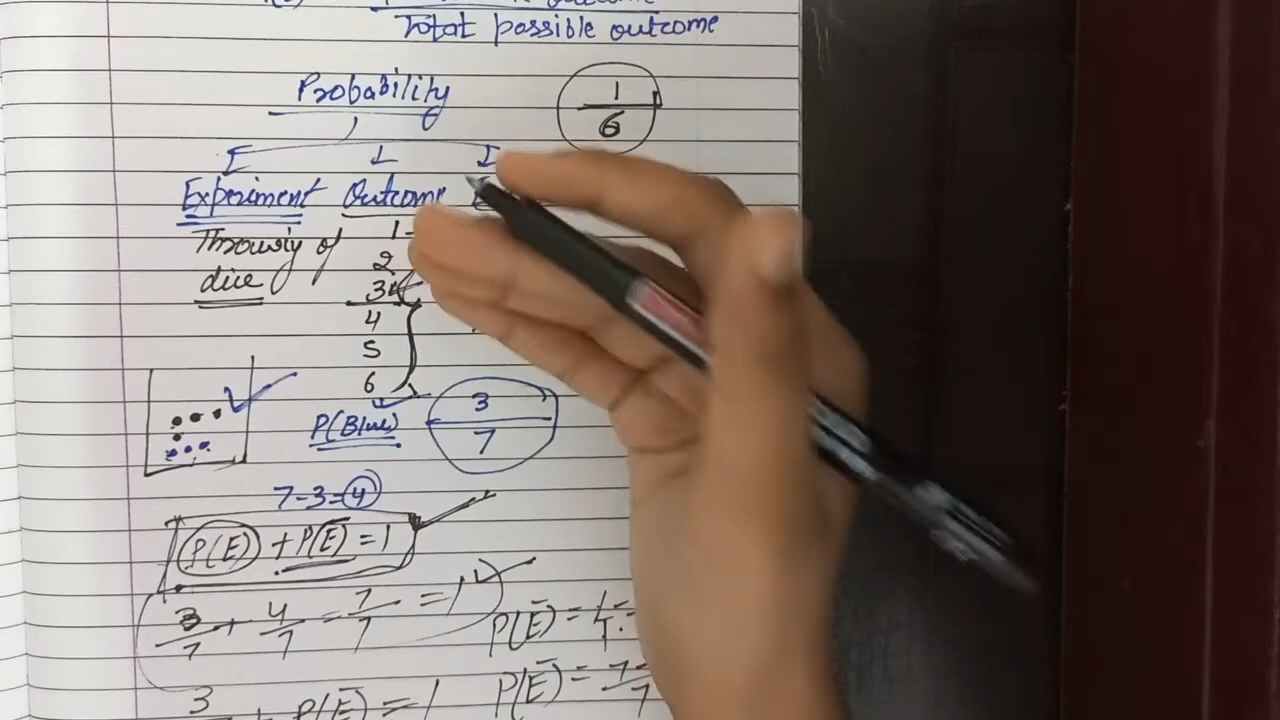 Total possible outcome
Probability
1
6
Experiment Outcome
Throwing of
dice
1
2
3
4
5
6
P(Blue)
3
7
7-3=4
P(E) + P(E̅) = 1
3/7 + 4/7 = 7/7 = 1
P(E̅) =
P(E̅) =
3
+ P(E̅) = 1